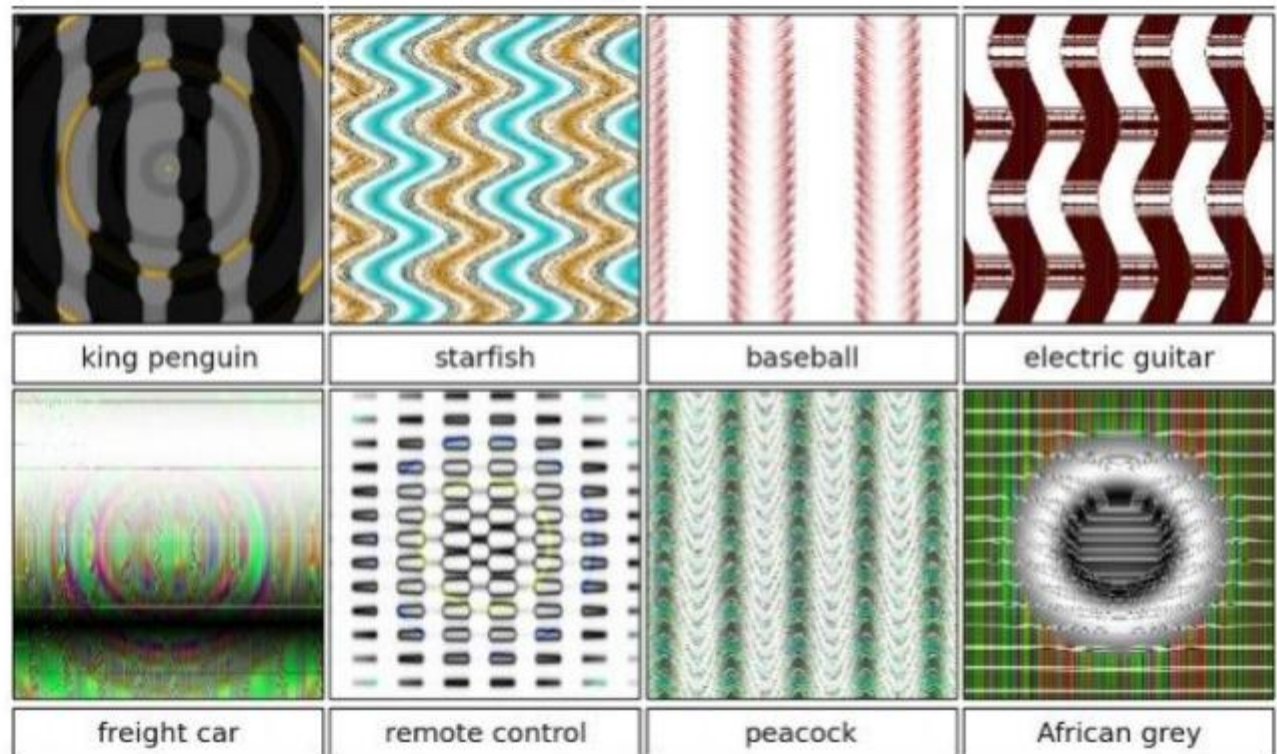 king penguin
starfish
baseball
electric guitar
freight car
remote control
peacock
African grey